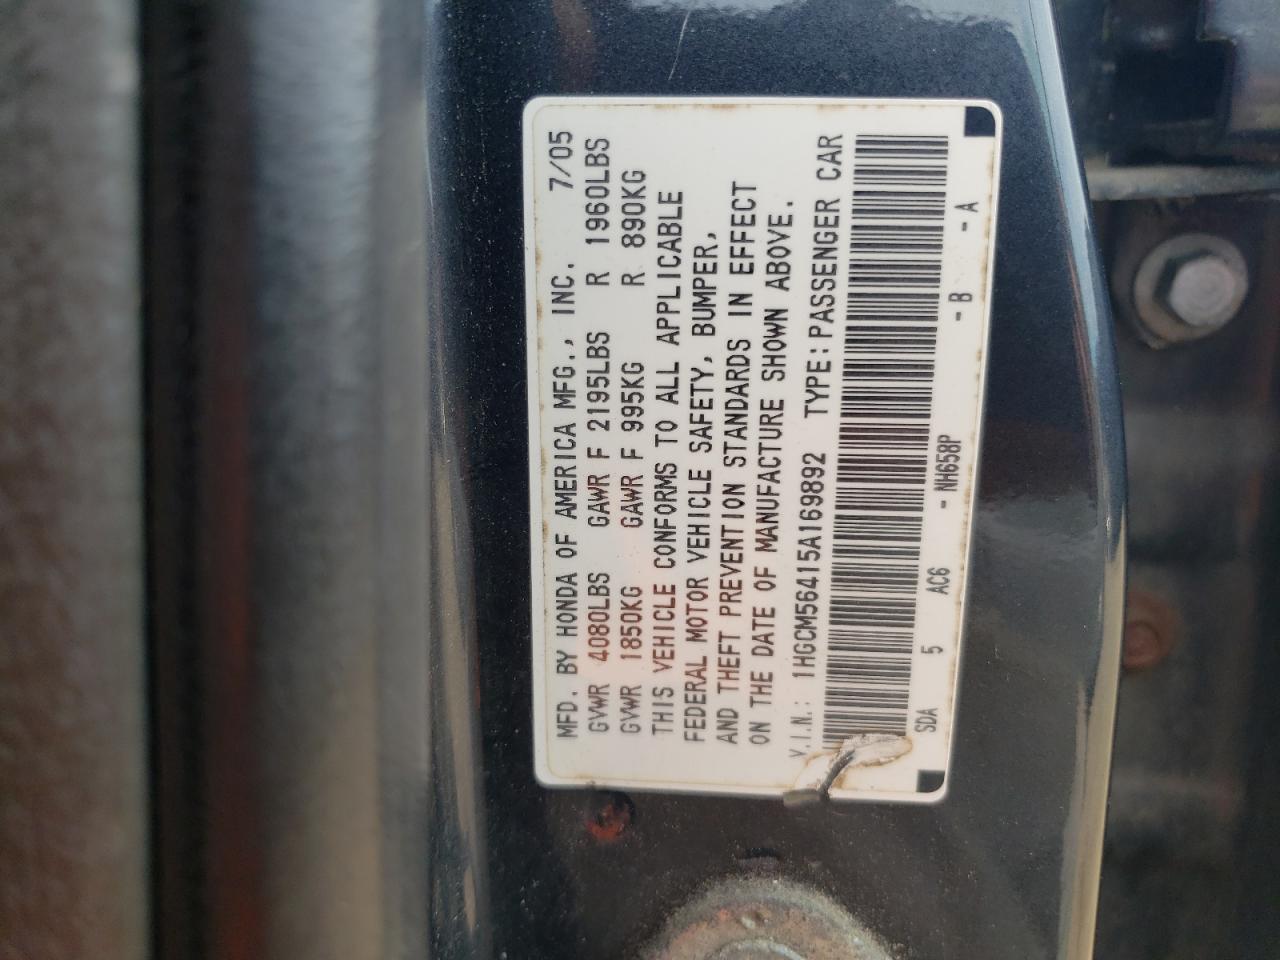 MFD. BY HONDA OF AMERICA MFG., INC. 7/05
GVWR 4080LBS GAWR F 2195LBS R 1960LBS
GVWR 1850KG GAWR F 995KG R 890KG
THIS VEHICLE CONFORMS TO ALL APPLICABLE
FEDERAL MOTOR VEHICLE SAFETY, BUMPER,
AND THEFT PREVENTION STANDARDS IN EFFECT
ON THE DATE OF MANUFACTURE SHOWN ABOVE.
V.I.N.: 1HGCM56415A169892 TYPE:PASSENGER CAR
SDA 5 AC6 - NH658P - B - A